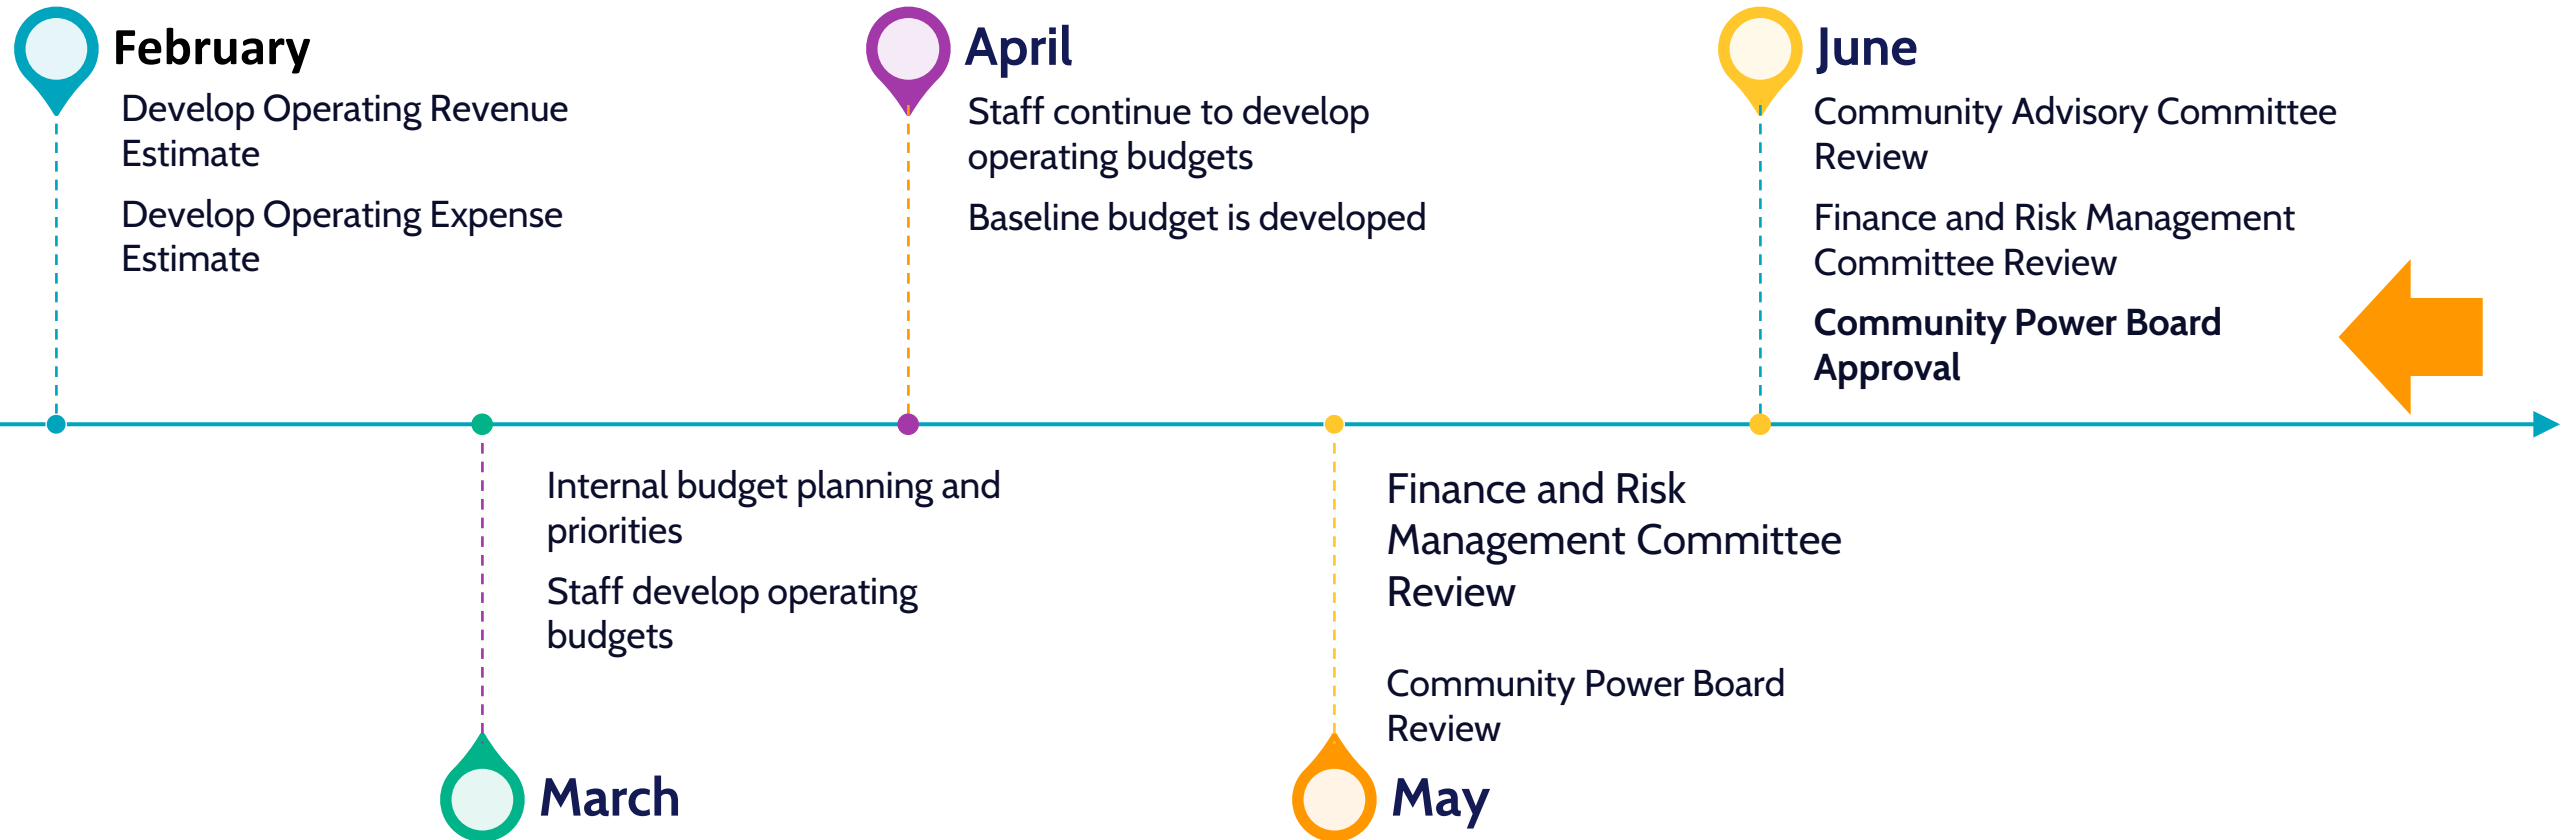 February
Develop Operating Revenue
Estimate
Develop Operating Expense
Estimate
April
Staff continue to develop
operating budgets
Baseline budget is developed
June
Community Advisory Committee
Review
Finance and Risk Management
Committee Review
Community Power Board
Approval
Internal budget planning and
priorities
Staff develop operating
budgets
March
Finance and Risk
Management Committee
Review
Community Power Board
Review
May